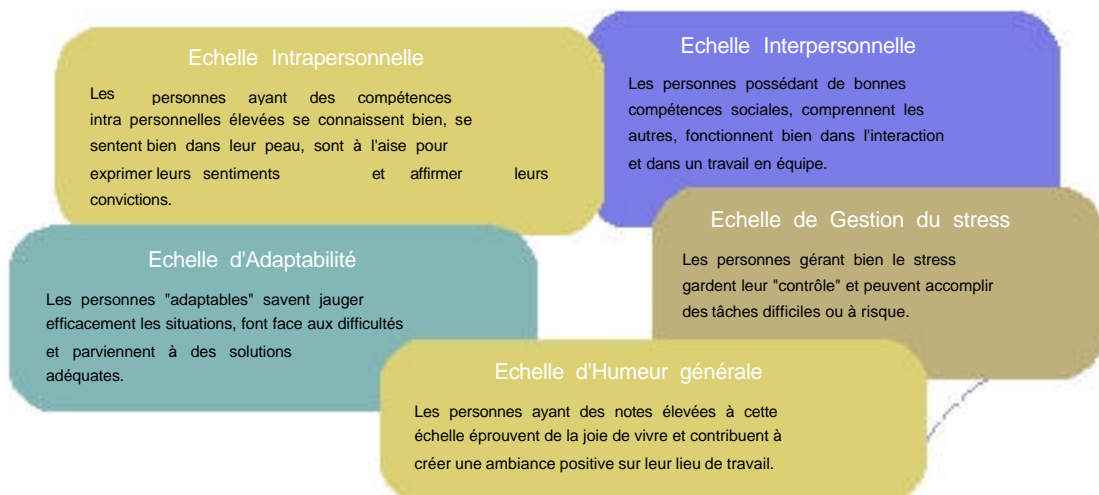 Echelle Intrapersonnelle
Les personnes ayant des compétences
intra personnelles élevées se connaissent bien, se
sentent bien dans leur peau, sont à l'aise pour
exprimer leurs sentiments et affirmer leurs
convictions.
Echelle Interpersonnelle
Les personnes possédant de bonnes
compétences sociales, comprennent les
autres, fonctionnent bien dans l'interaction
et dans un travail en équipe.
Echelle d'Adaptabilité
Les personnes "adaptables" savent jauger
efficacement les situations, font face aux difficultés
et parviennent à des solutions
adéquates.
Echelle de Gestion du stress
Les personnes gérant bien le stress
gardent leur "contrôle" et peuvent accomplir
des tâches difficiles ou à risque.
Echelle d'Humeur générale
Les personnes ayant des notes élevées à cette
échelle éprouvent de la joie de vivre et contribuent à
créer une ambiance positive sur leur lieu de travail.